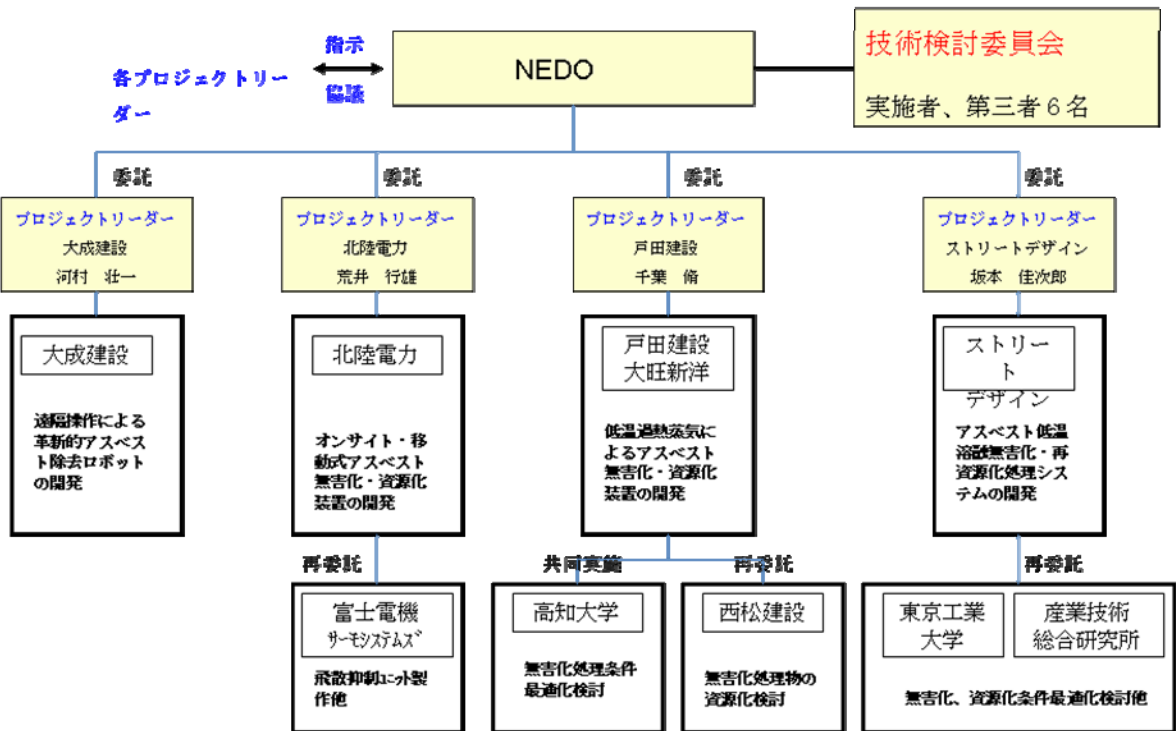 指示
各プロジェクトリー
ダー
協議
NEDO
技術検討委員会
実施者、第三者6名
委託
委託
委託
委託
プロジェクトリーダー
大成建設
河村 壮一
プロジェクトリーダー
北陸電力
荒井 行雄
プロジェクトリーダー
戸田建設
千葉 脩
プロジェクトリーダー
ストリートデザイン
坂本 佳次郎
大成建設
遠隔操作による
革新的アスベス
ト除去ロボット
の開発
北陸電力
オンサイト・移
動式アスベスト
無害化・資源化
装置の開発
戸田建設
大旺新洋
低温過熱蒸気に
よるアスベスト
無害化・資源化
装置の開発
ストリー
ト
デザイン
アスベスト低温
溶融無害化・再
資源化処理シス
テムの開発
再委託
共同実施
再委託
再委託
富士電機
サーモシステムズ
飛散抑制ユニット製
作他
高知大学
無害化処理条件
最適化検討
西松建設
無害化処理物の
資源化検討
東京工業
大学
産業技術
総合研究所
無害化、資源化条件最適化検討他